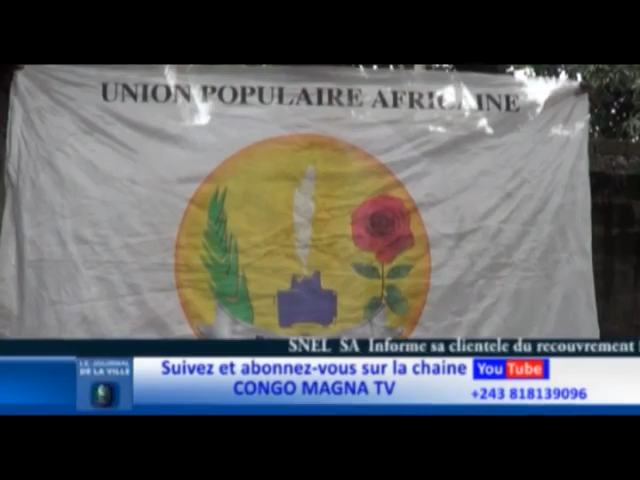 UNION POPULAIRE AFRICAINE
SNEL SA Informe sa clientele du recouvrement
LE JOURNAL
DE LA VILLE
Suivez et abonnez-vous sur la chaine YouTube
CONGO MAGNA TV
+243 818139096